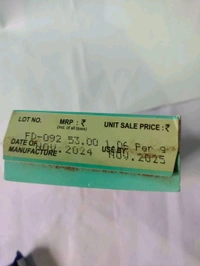 LOT NO. MRP : ₹ UNIT SALE PRICE : ₹
(incl. of all taxes)
FD-092 53.00 1.06 Per g
DATE OF MANUFACTURE NOV.2024 USE BY NOV.2025